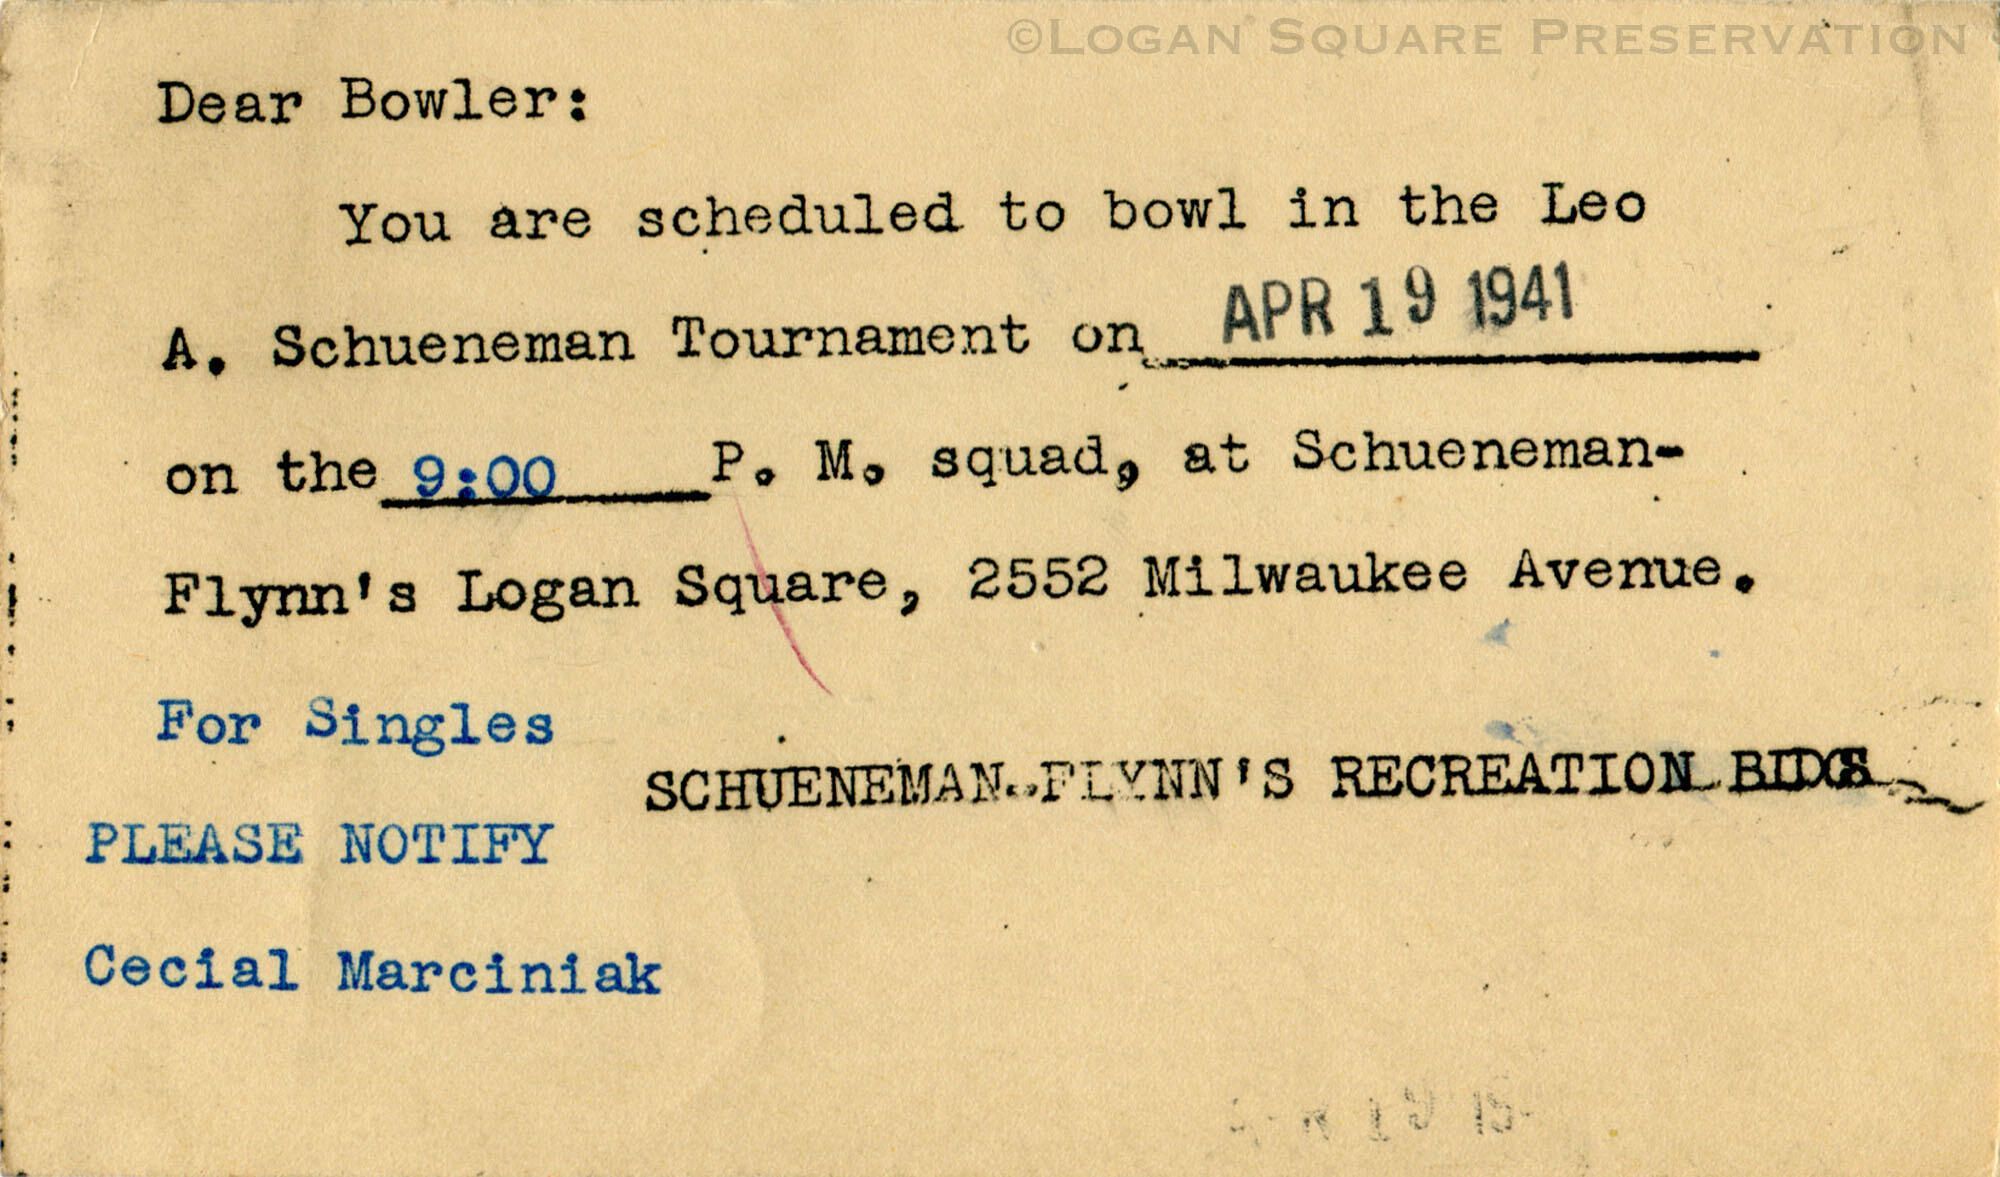 ©LOGAN SQUARE PRESERVATION
Dear Bowler:
You are scheduled to bowl in the Leo
A. Schueneman Tournament on APR 19 1941
on the 9:00 P. M. squad, at Schueneman-
Flynn's Logan Square, 2552 Milwaukee Avenue.
For Singles
SCHUENEMAN-FLYNN'S RECREATION BLDGS
PLEASE NOTIFY
Cecial Marciniak